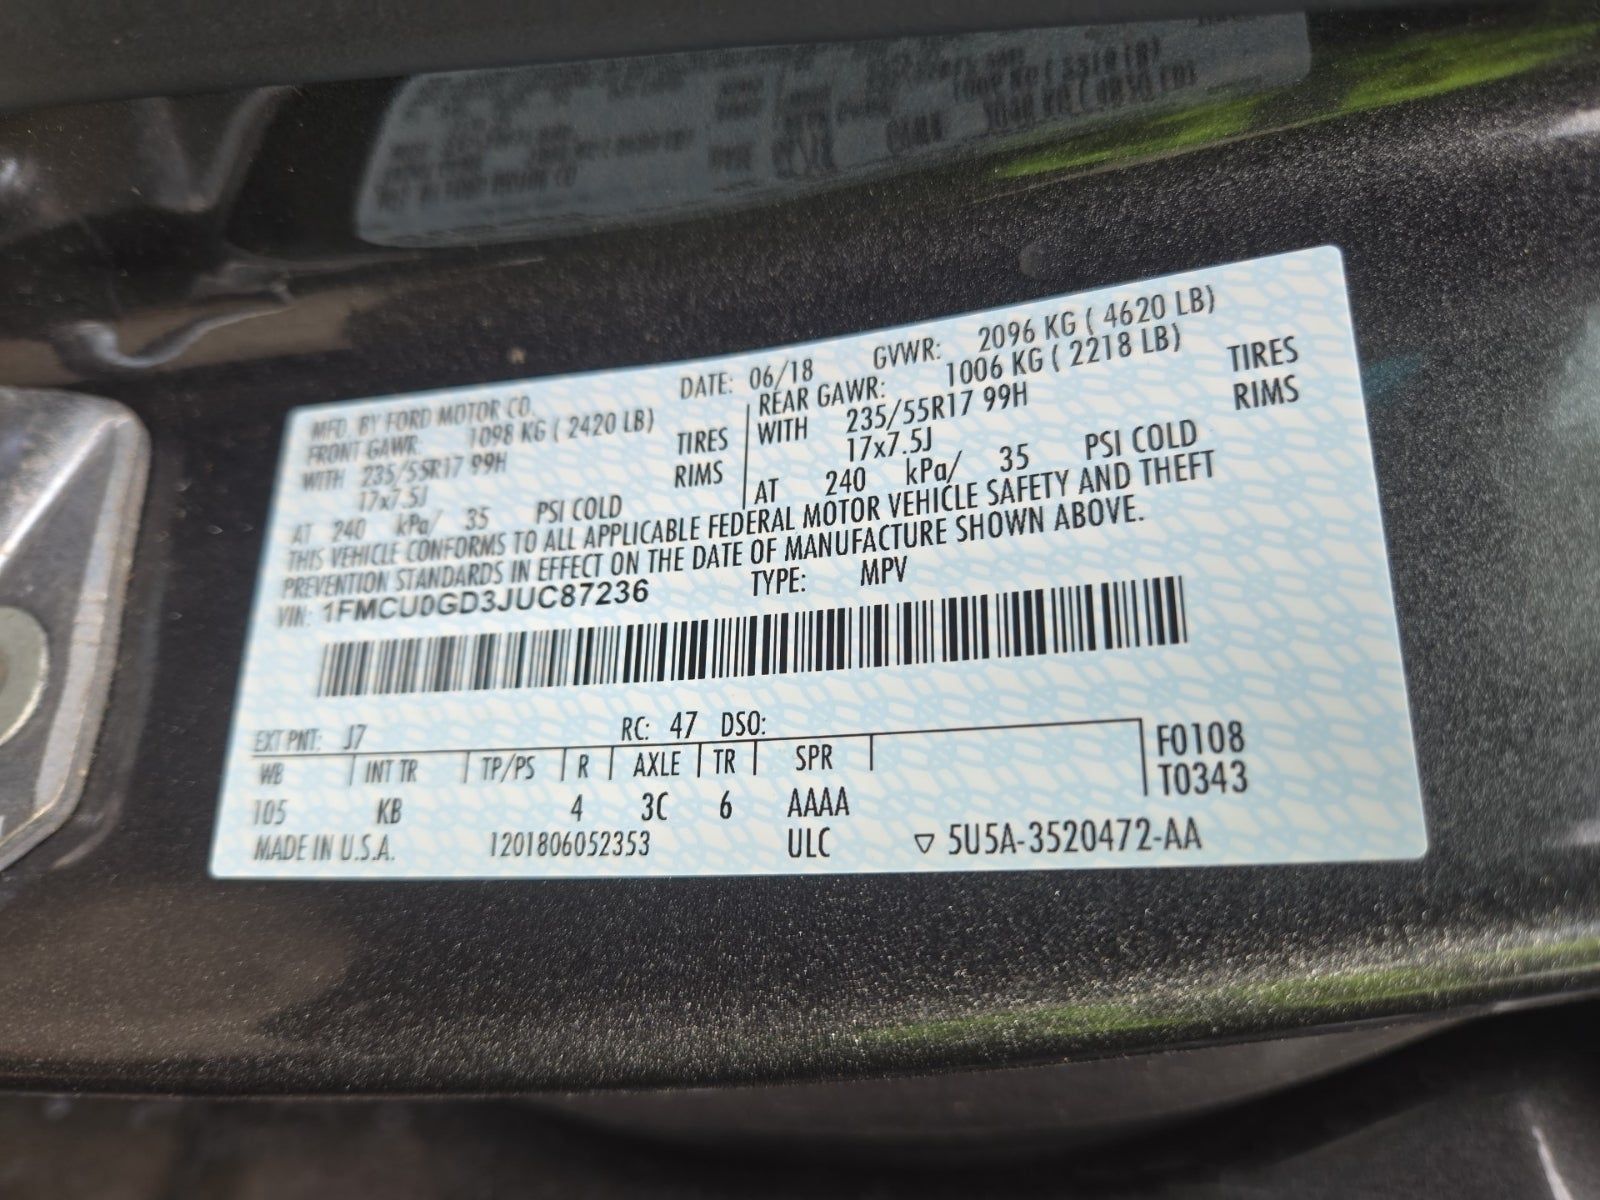 MFD. BY FORD MOTOR CO. DATE: 06/18 GVWR: 2096 KG ( 4620 LB)
FRONT GAWR: 1098 KG ( 2420 LB) REAR GAWR: 1006 KG ( 2218 LB)
WITH 235/55R17 99H TIRES WITH 235/55R17 99H TIRES
17x7.5J RIMS 17x7.5J RIMS
AT 240 kPa/ 35 PSI COLD AT 240 kPa/ 35 PSI COLD
THIS VEHICLE CONFORMS TO ALL APPLICABLE FEDERAL MOTOR VEHICLE SAFETY AND THEFT
PREVENTION STANDARDS IN EFFECT ON THE DATE OF MANUFACTURE SHOWN ABOVE.
VIN: 1FMCU0GD3JUC87236 TYPE: MPV
EXT PNT: J7 RC: 47 DSO:
WB INT TR TP/PS R AXLE TR SPR F0108
105 KB 4 3C 6 AAAA T0343
MADE IN U.S.A. 1201806052353 ULC ▽ 5U5A-3520472-AA